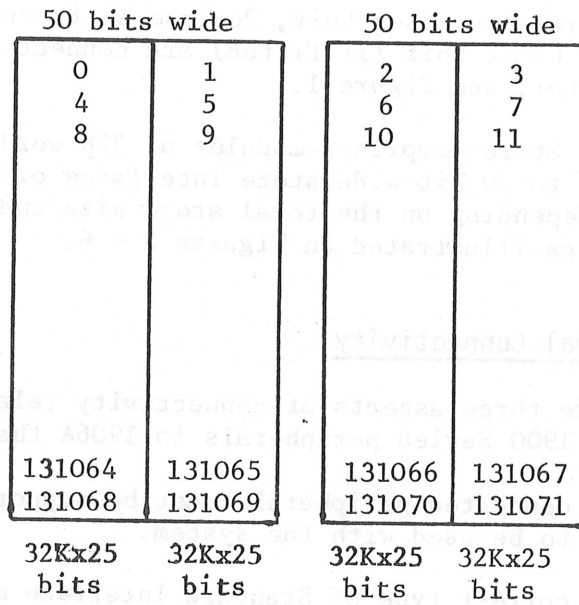 50 bits wide 50 bits wide
0 1 2 3
4 5 6 7
8 9 10 11
131064 131065 131066 131067
131068 131069 131070 131071
32Kx25 32Kx25 32Kx25 32Kx25
bits bits bits bits